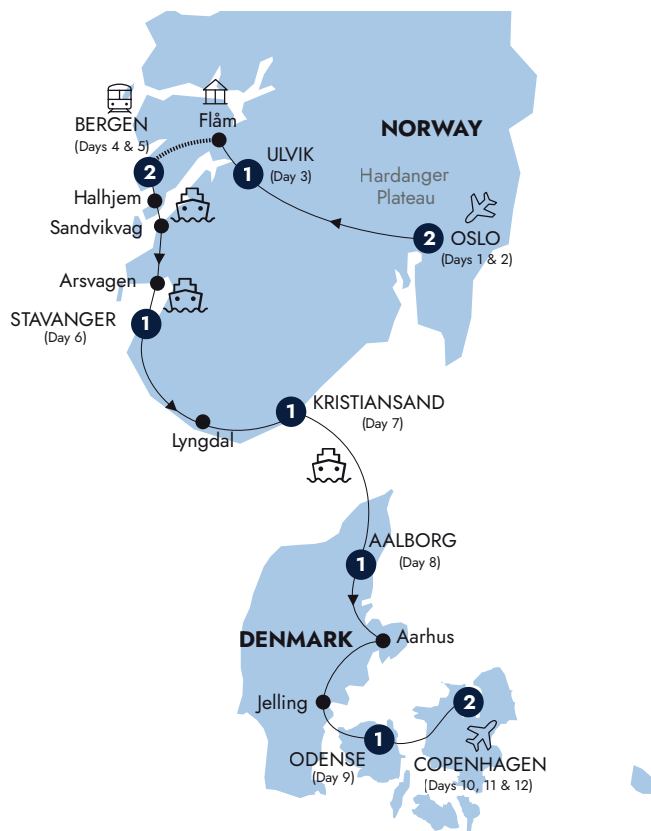 BERGEN
(Days 4 & 5)
2
Flåm
NORWAY
ULVIK
(Day 3)
1
Hardanger
Plateau
2
OSLO
(Days 1 & 2)
Halhjem
Sandvikvag
Arsvagen
STAVANGER
(Day 6)
1
Lyngdal
1
KRISTIANSAND
(Day 7)
AALBORG
(Day 8)
1
DENMARK
Aarhus
Jelling
2
1
ODENSE
(Day 9)
COPENHAGEN
(Days 10, 11 & 12)